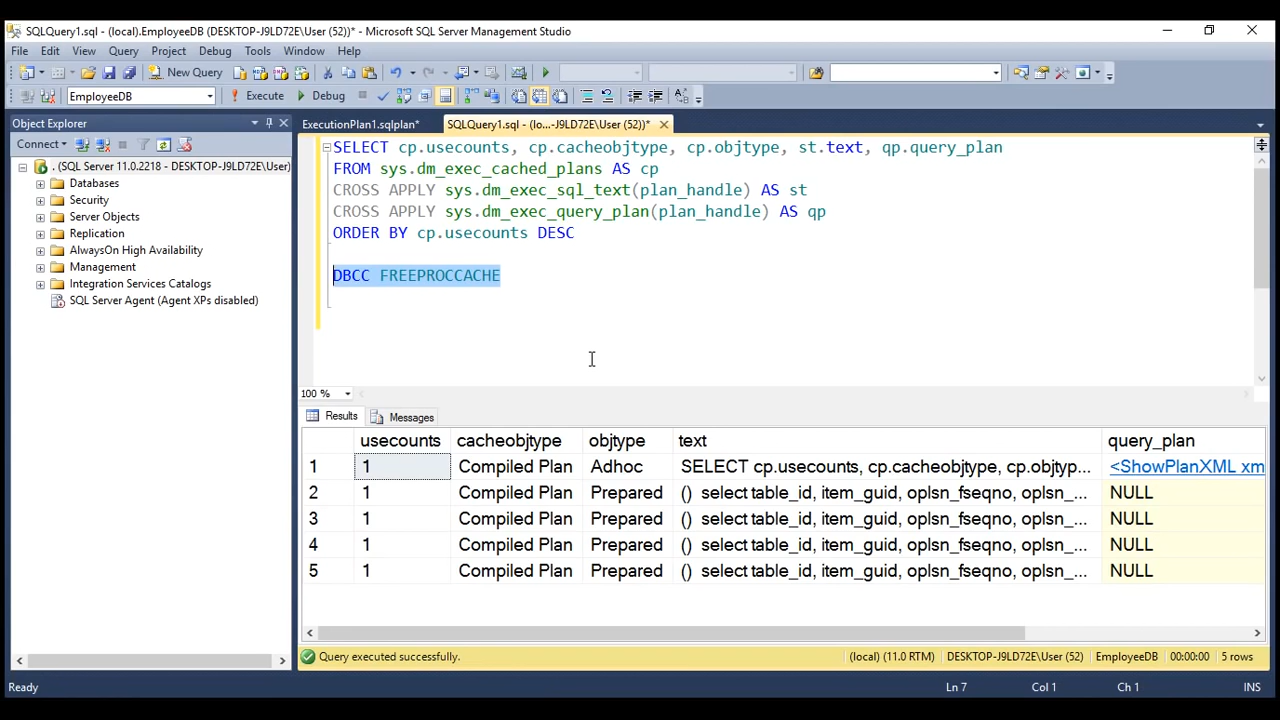 SQLQuery1.sql - (local).EmployeeDB (DESKTOP-J9LD72E\User (52))* - Microsoft SQL Server Management Studio
File Edit View Query Project Debug Tools Window Help
New Query
EmployeeDB Execute Debug
Object Explorer
Connect
. (SQL Server 11.0.2218 - DESKTOP-J9LD72E\User)
Databases
Security
Server Objects
Replication
AlwaysOn High Availability
Management
Integration Services Catalogs
SQL Server Agent (Agent XPs disabled)
ExecutionPlan1.sqlplan* SQLQuery1.sql - (lo...-J9LD72E\User (52))*
SELECT cp.usecounts, cp.cacheobjtype, cp.objtype, st.text, qp.query_plan
FROM sys.dm_exec_cached_plans AS cp
CROSS APPLY sys.dm_exec_sql_text(plan_handle) AS st
CROSS APPLY sys.dm_exec_query_plan(plan_handle) AS qp
ORDER BY cp.usecounts DESC
DBCC FREEPROCCACHE
100 %
Results Messages
usecounts cacheobjtype objtype text query_plan
1 1 Compiled Plan Adhoc SELECT cp.usecounts, cp.cacheobjtype, cp.objtyp... <ShowPlanXML xm
2 1 Compiled Plan Prepared () select table_id, item_guid, oplsn_fseqno, oplsn_... NULL
3 1 Compiled Plan Prepared () select table_id, item_guid, oplsn_fseqno, oplsn_... NULL
4 1 Compiled Plan Prepared () select table_id, item_guid, oplsn_fseqno, oplsn_... NULL
5 1 Compiled Plan Prepared () select table_id, item_guid, oplsn_fseqno, oplsn_... NULL
Query executed successfully. (local) (11.0 RTM) DESKTOP-J9LD72E\User (52) EmployeeDB 00:00:00 5 rows
Ready Ln 7 Col 1 Ch 1 INS